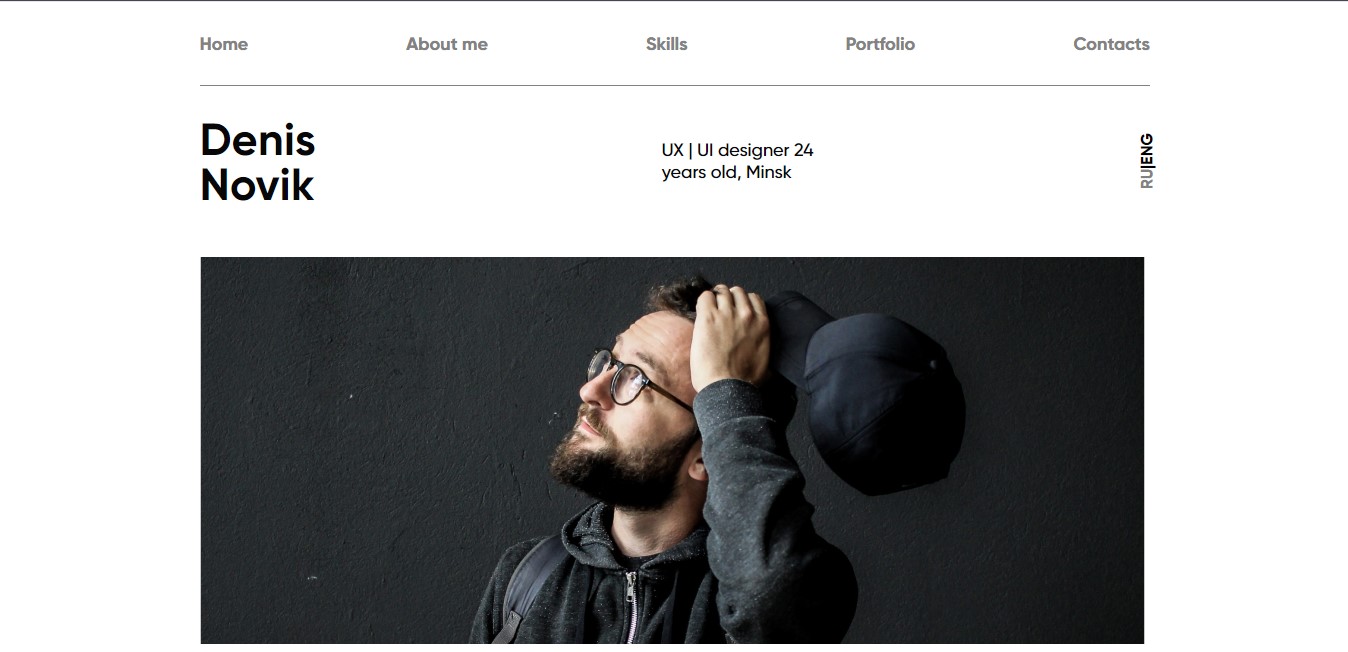 Home About me Skills Portfolio Contacts
Denis
Novik
UX | UI designer 24
years old, Minsk
RU|ENG